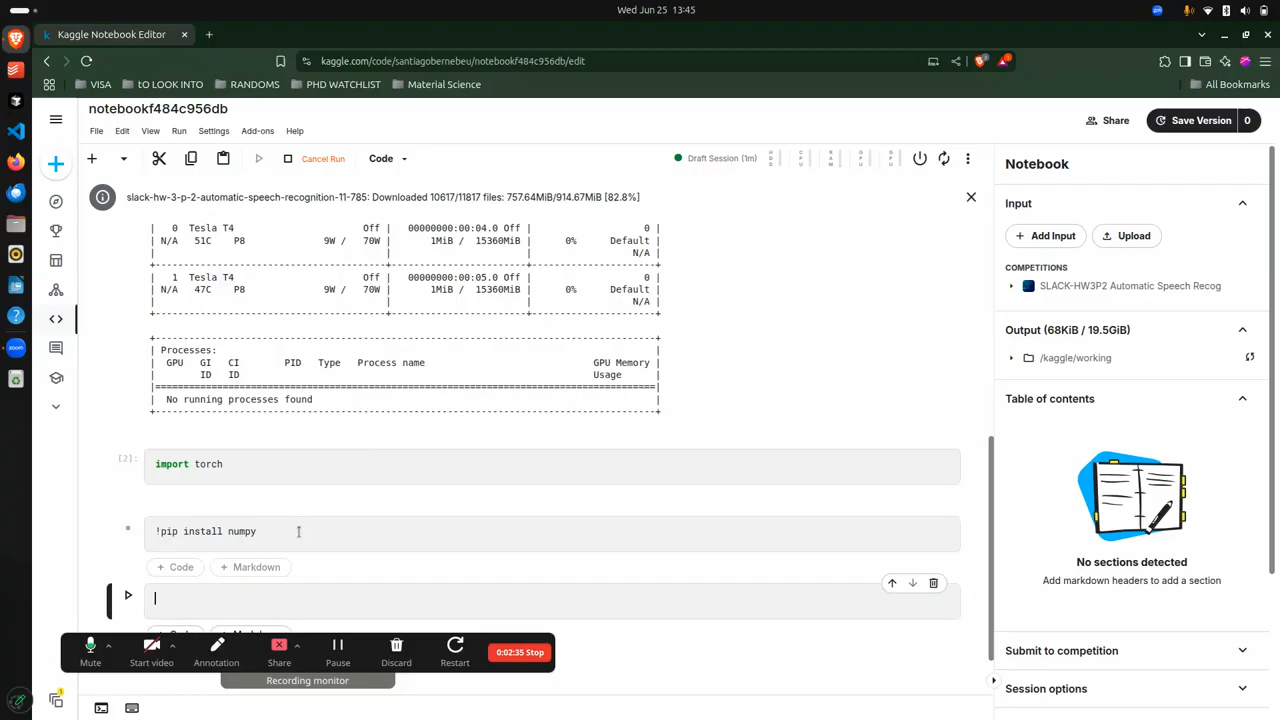 Wed Jun 25 13:45
Kaggle Notebook Editor
kaggle.com/code/santiagobernebeu/notebookf484c956db/edit
VISA
tO LOOK INTO
RANDOMS
PHD WATCHLIST
Material Science
All Bookmarks
notebookf484c956db
File Edit View Run Settings Add-ons Help
Share
Save Version 0
Cancel Run
Code
Draft Session (1m)
slack-hw-3-p-2-automatic-speech-recognition-11-785: Downloaded 10617/11817 files: 757.64MiB/914.67MiB [82.8%]
| 0 Tesla T4 Off | 00000000:00:04.0 Off | 0 |
| N/A 51C P8 9W / 70W | 1MiB / 15360MiB | 0% Default |
| | | N/A |
+-----------------------------------------+------------------------+----------------------+
| 1 Tesla T4 Off | 00000000:00:05.0 Off | 0 |
| N/A 47C P8 9W / 70W | 1MiB / 15360MiB | 0% Default |
| | | N/A |
+-----------------------------------------+------------------------+----------------------+
+-----------------------------------------------------------------------------------------+
| Processes: |
| GPU GI CI PID Type Process name GPU Memory |
| ID ID Usage |
|=========================================================================================|
| No running processes found |
+-----------------------------------------------------------------------------------------+
[2]:
import torch
!pip install numpy
+ Code + Markdown
Mute
Start video
Annotation
Share
Pause
Discard
Restart
0:02:35 Stop
Recording monitor
Notebook
Input
+ Add Input
Upload
COMPETITIONS
SLACK-HW3P2 Automatic Speech Recog
Output (68KiB / 19.5GiB)
/kaggle/working
Table of contents
No sections detected
Add markdown headers to add a section
Submit to competition
Session options